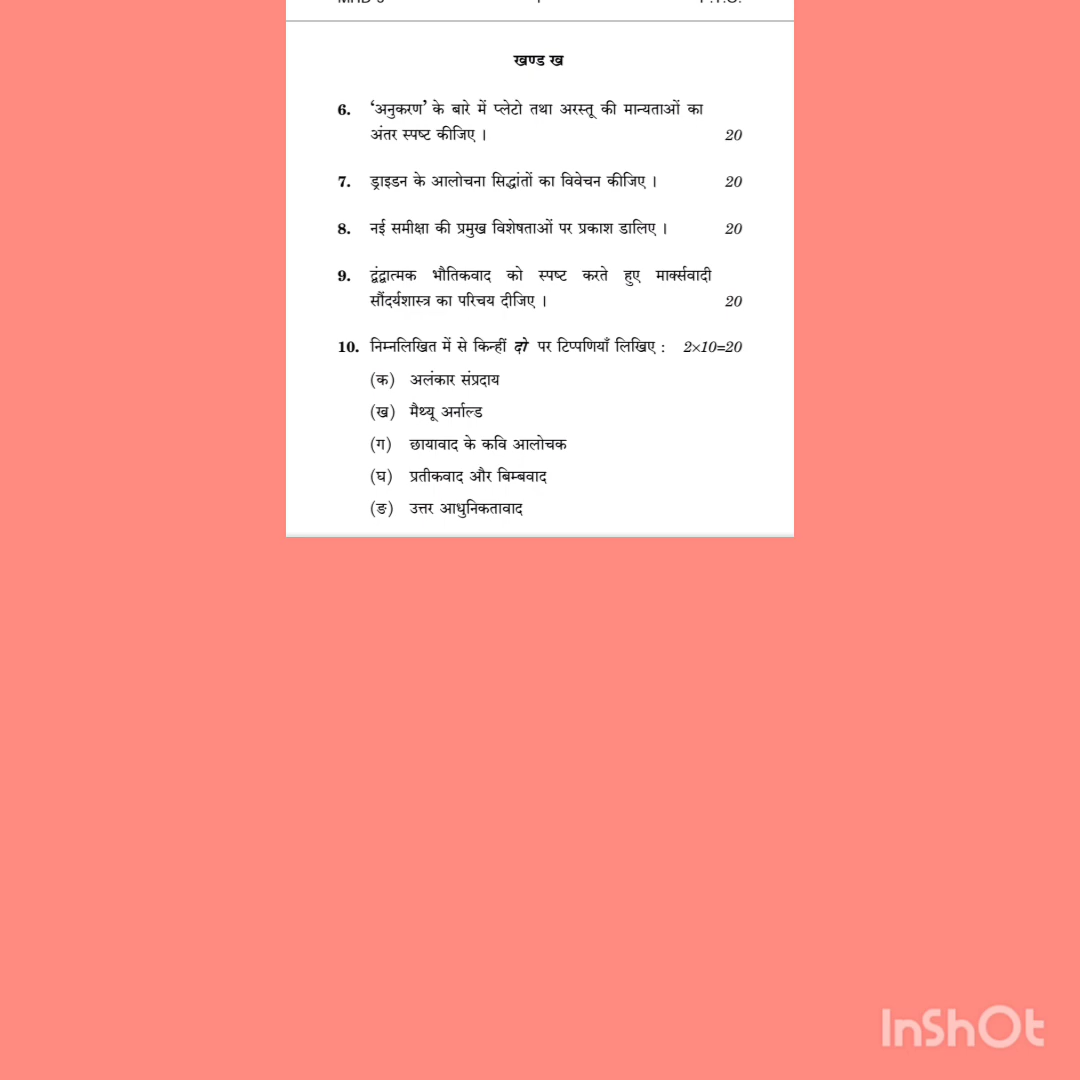 खण्ड ख
6. ‘अनुकरण’ के बारे में प्लेटो तथा अरस्तू की मान्यताओं का
अंतर स्पष्ट कीजिए । 20
7. ड्राइडन के आलोचना सिद्धांतों का विवेचन कीजिए । 20
8. नई समीक्षा की प्रमुख विशेषताओं पर प्रकाश डालिए । 20
9. द्वंद्वात्मक भौतिकवाद को स्पष्ट करते हुए मार्क्सवादी
सौंदर्यशास्त्र का परिचय दीजिए । 20
10. निम्नलिखित में से किन्हीं दो पर टिप्पणियाँ लिखिए : 2×10=20
(क) अलंकार संप्रदाय
(ख) मैथ्यू अर्नाल्ड
(ग) छायावाद के कवि आलोचक
(घ) प्रतीकवाद और बिम्बवाद
(ङ) उत्तर आधुनिकतावाद
InShOt